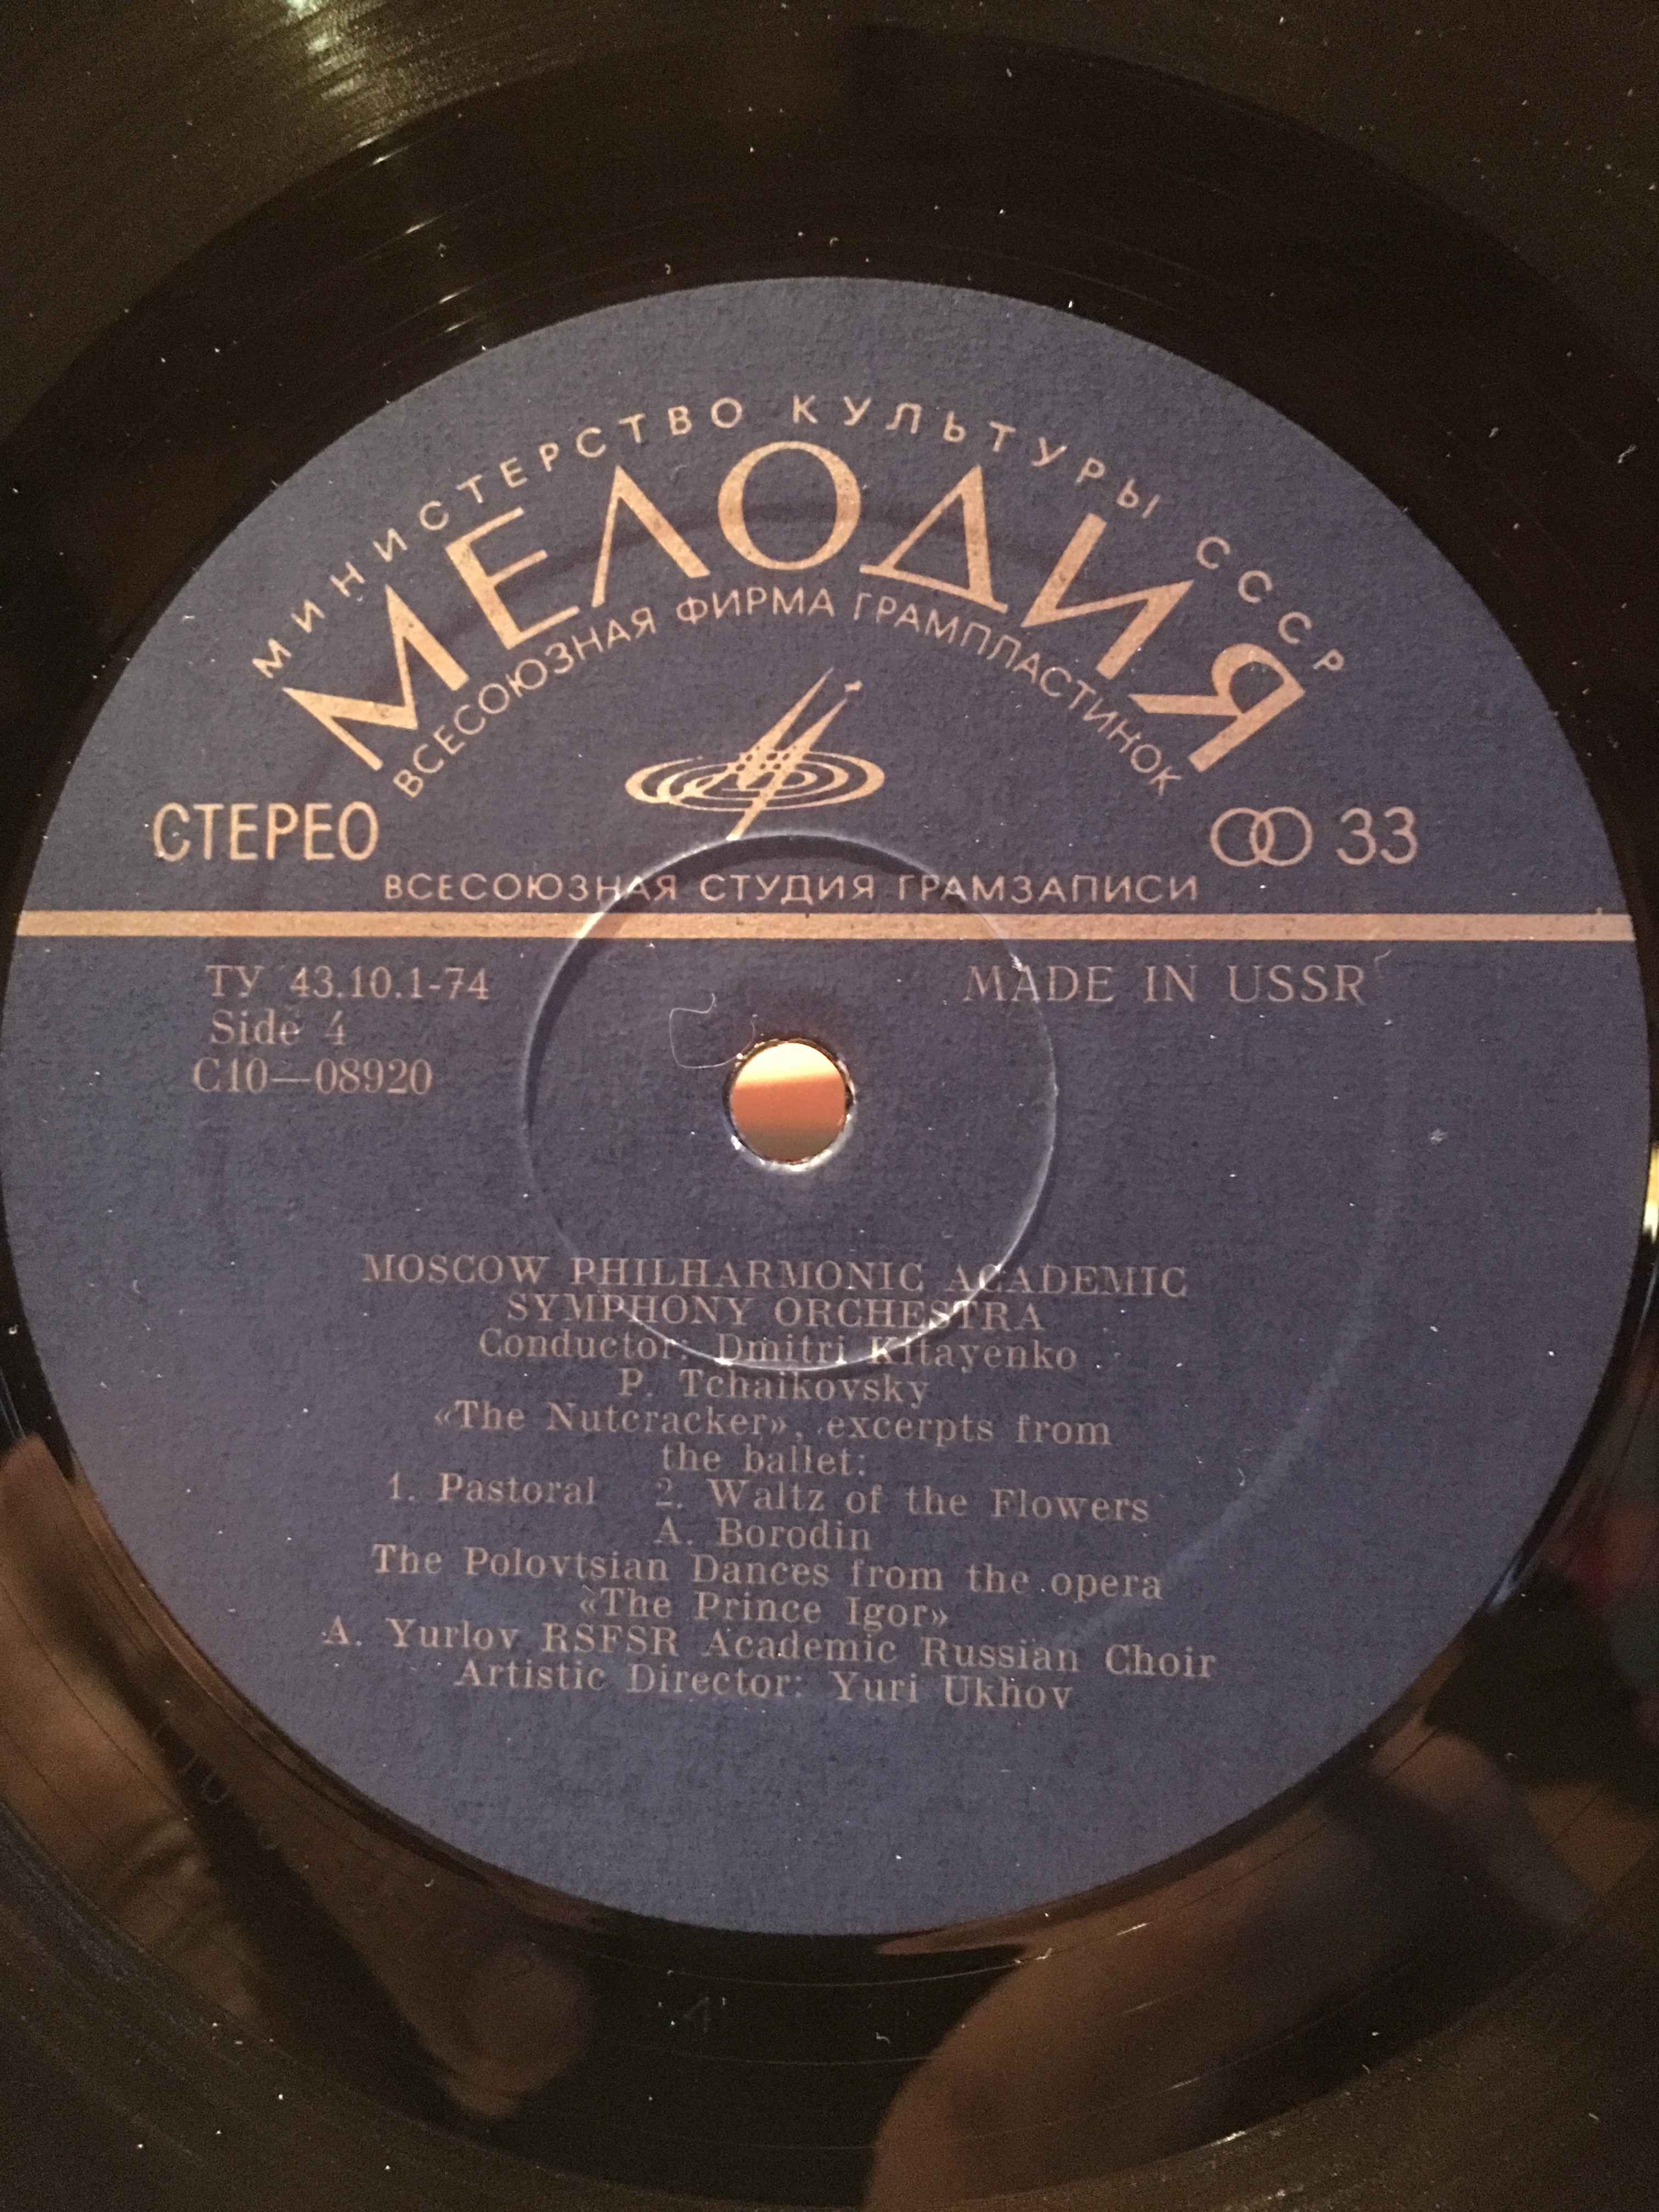 МИНИСТЕРСТВО КУЛЬТУРЫ СССР
МЕЛОДИЯ
ВСЕСОЮЗНАЯ ФИРМА ГРАМПЛАСТИНОК
СТЕРЕО
33
ВСЕСОЮЗНАЯ СТУДИЯ ГРАМЗАПИСИ
ТУ 43.10.1-74
MADE IN USSR
Side 4
С10—08920
MOSCOW PHILHARMONIC ACADEMIC
SYMPHONY ORCHESTRA
Conductor: Dmitri Kitayenko
P. Tchaikovsky
«The Nutcracker», excerpts from
the ballet:
1. Pastoral 2. Waltz of the Flowers
A. Borodin
The Polovtsian Dances from the opera
«The Prince Igor»
A. Yurlov RSFSR Academic Russian Choir
Artistic Director: Yuri Ukhov